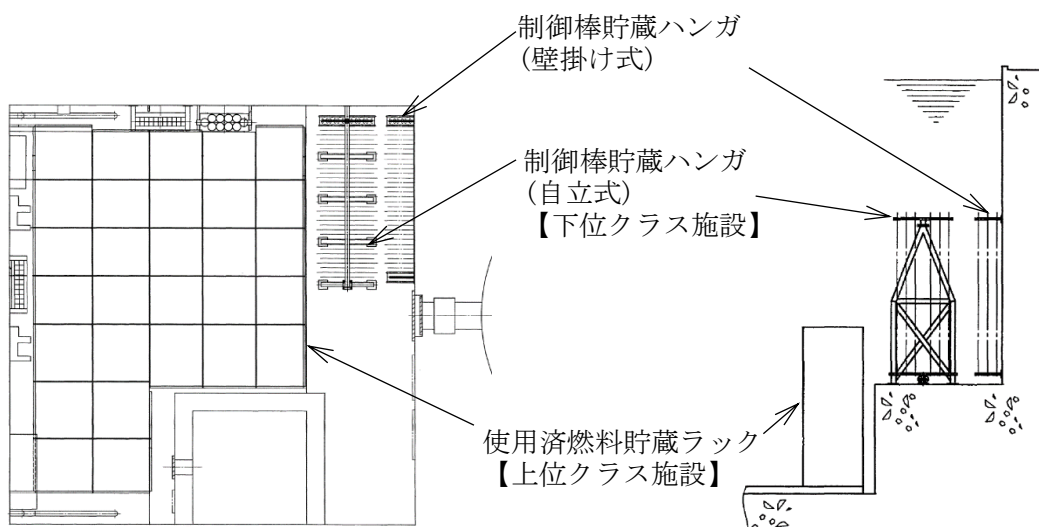 制御棒貯蔵ハンガ
(壁掛け式)
制御棒貯蔵ハンガ
(自立式)
【下位クラス施設】
使用済燃料貯蔵ラック
【上位クラス施設】